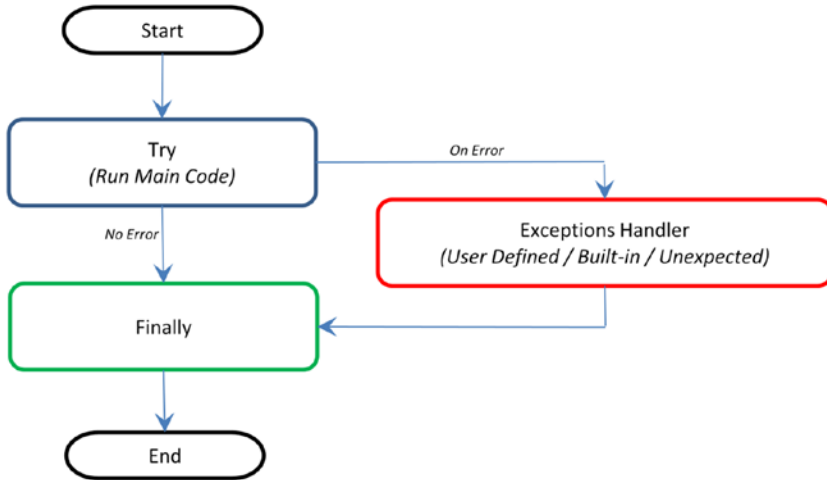 Start
Try
(Run Main Code)
On Error
No Error
Exceptions Handler
(User Defined / Built-in / Unexpected)
Finally
End